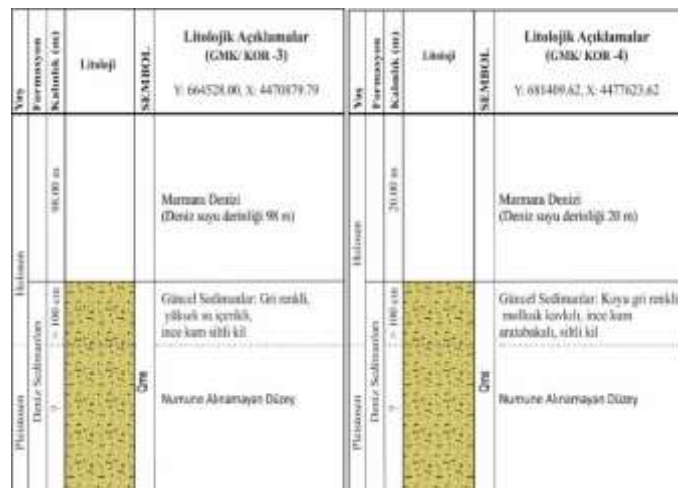 Yaş
Formasyon
Kalınlık (m)
Litoloji
SEMBOL
Litolojik Açıklamalar
(GMK/ KOR -3)
Y: 664528.00, X: 4470879.79
Holosen
98.00 m
Marmara Denizi
(Deniz suyu derinliği 98 m)
Deniz Sedimanları
> 100 cm
Güncel Sedimanlar: Gri renkli,
yüksek su içerikli,
ince kum siltli kil
Pleistosen
?
Qms
Numune Alınamayan Düzey
Yaş
Formasyon
Kalınlık (m)
Litoloji
SEMBOL
Litolojik Açıklamalar
(GMK/ KOR -4)
Y: 681409.62, X: 4477623.62
Holosen
20.00 m
Marmara Denizi
(Deniz suyu derinliği 20 m)
Deniz Sedimanları
> 100 cm
Güncel Sedimanlar: Koyu gri renkli
mollusk kavkılı, ince kum
aratabakalı, siltli kil
Pleistosen
?
Qms
Numune Alınamayan Düzey